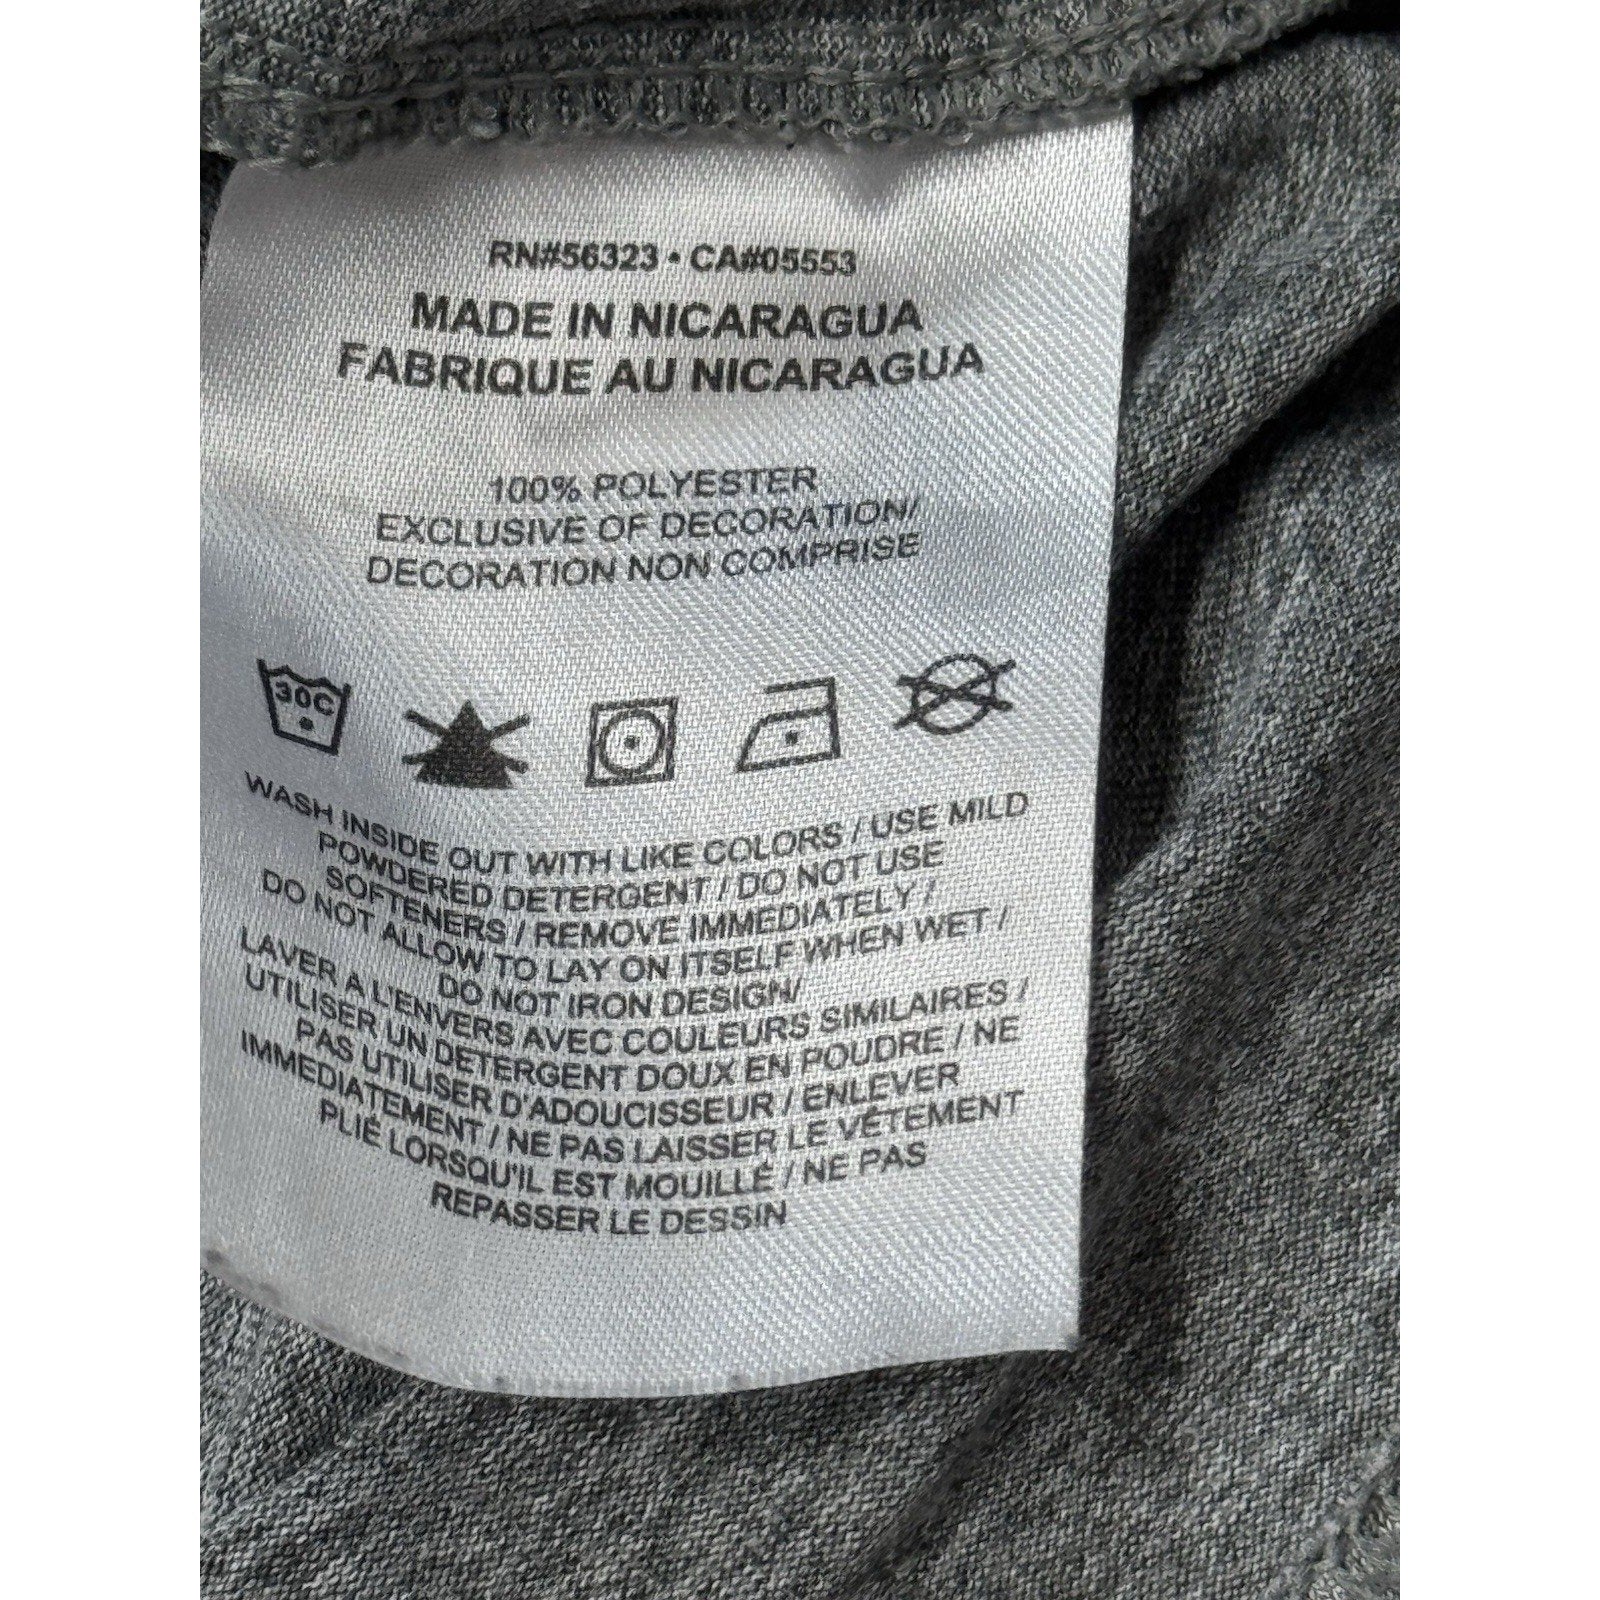 RN#56323 • CA#05553
MADE IN NICARAGUA
FABRIQUE AU NICARAGUA
100% POLYESTER
EXCLUSIVE OF DECORATION/
DECORATION NON COMPRISE
30C
WASH INSIDE OUT WITH LIKE COLORS / USE MILD
POWDERED DETERGENT / DO NOT USE
SOFTENERS / REMOVE IMMEDIATELY /
DO NOT ALLOW TO LAY ON ITSELF WHEN WET /
DO NOT IRON DESIGN/
LAVER A L'ENVERS AVEC COULEURS SIMILAIRES /
UTILISER UN DETERGENT DOUX EN POUDRE / NE
PAS UTILISER D'ADOUCISSEUR / ENLEVER
IMMEDIATEMENT / NE PAS LAISSER LE VÊTEMENT
PLIÉ LORSQU'IL EST MOUILLÉ / NE PAS
REPASSER LE DESSIN